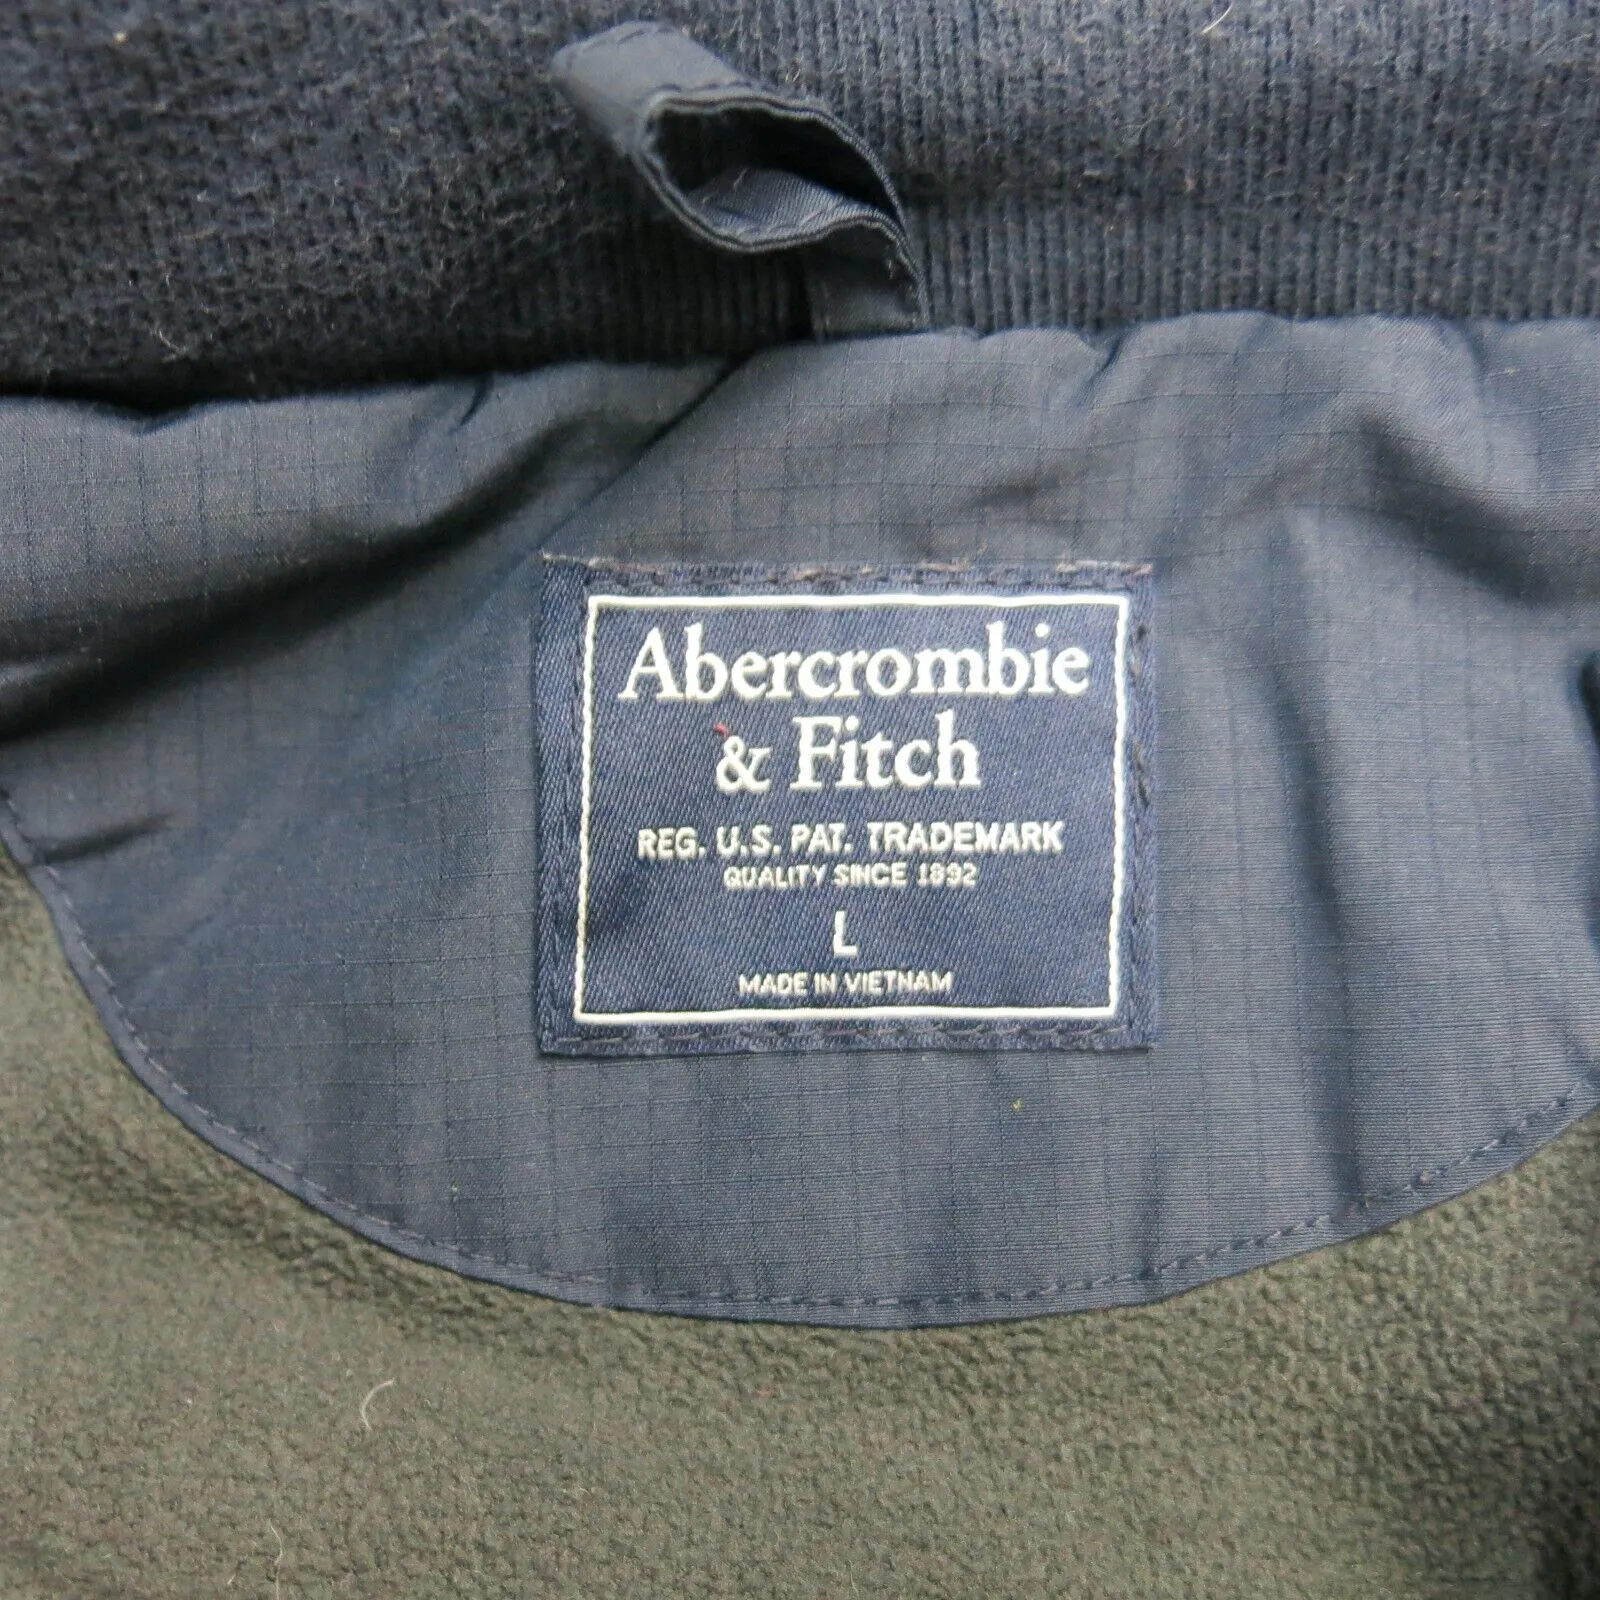 Abercrombie
& Fitch
REG. U.S. PAT. TRADEMARK
QUALITY SINCE 1892
L
MADE IN VIETNAM